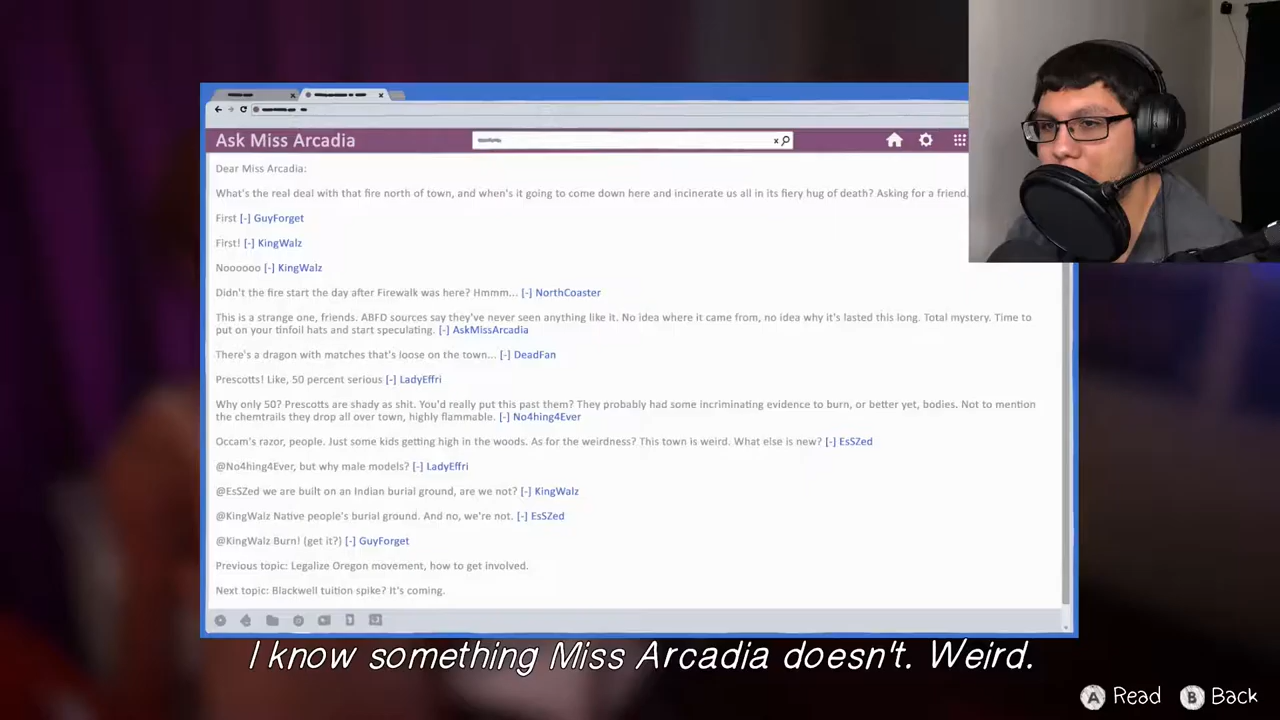 Ask Miss Arcadia
x
Dear Miss Arcadia:
What's the real deal with that fire north of town, and when's it going to come down here and incinerate us all in its fiery hug of death? Asking for a friend.
First [-] GuyForget
First! [-] KingWalz
Noooooo [-] KingWalz
Didn't the fire start the day after Firewalk was here? Hmmm... [-] NorthCoaster
This is a strange one, friends. ABFD sources say they've never seen anything like it. No idea where it came from, no idea why it's lasted this long. Total mystery. Time to
put on your tinfoil hats and start speculating. [-] AskMissArcadia
There's a dragon with matches that's loose on the town... [-] DeadFan
Prescotts! Like, 50 percent serious [-] LadyEffri
Why only 50? Prescotts are shady as shit. You'd really put this past them? They probably had some incriminating evidence to burn, or better yet, bodies. Not to mention
the chemtrails they drop all over town, highly flammable. [-] No4hing4Ever
Occam's razor, people. Just some kids getting high in the woods. As for the weirdness? This town is weird. What else is new? [-] EsSZed
@No4hing4Ever, but why male models? [-] LadyEffri
@EsSZed we are built on an Indian burial ground, are we not? [-] KingWalz
@KingWalz Native people's burial ground. And no, we're not. [-] EsSZed
@KingWalz Burn! (get it?) [-] GuyForget
Previous topic: Legalize Oregon movement, how to get involved.
Next topic: Blackwell tuition spike? It's coming.
I know something Miss Arcadia doesn't. Weird.
A Read B Back